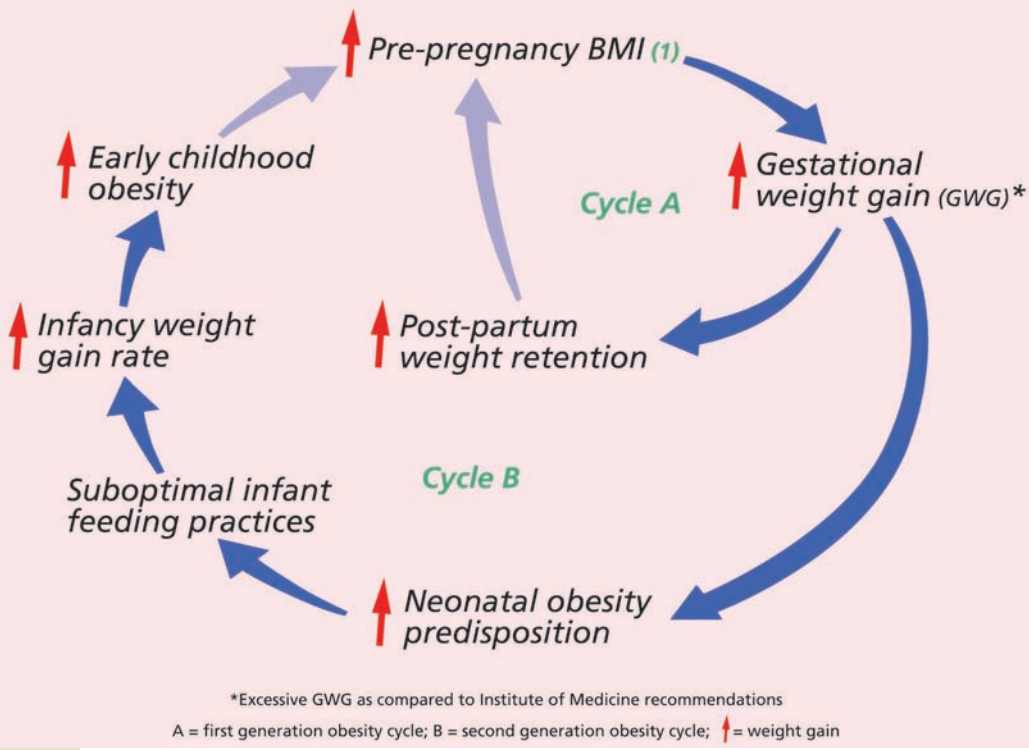 Pre-pregnancy BMI (1)
Early childhood
obesity
Gestational
weight gain (GWG)*
Cycle A
Infancy weight
gain rate
Post-partum
weight retention
Cycle B
Suboptimal infant
feeding practices
Neonatal obesity
predisposition
*Excessive GWG as compared to Institute of Medicine recommendations
A = first generation obesity cycle; B = second generation obesity cycle; = weight gain